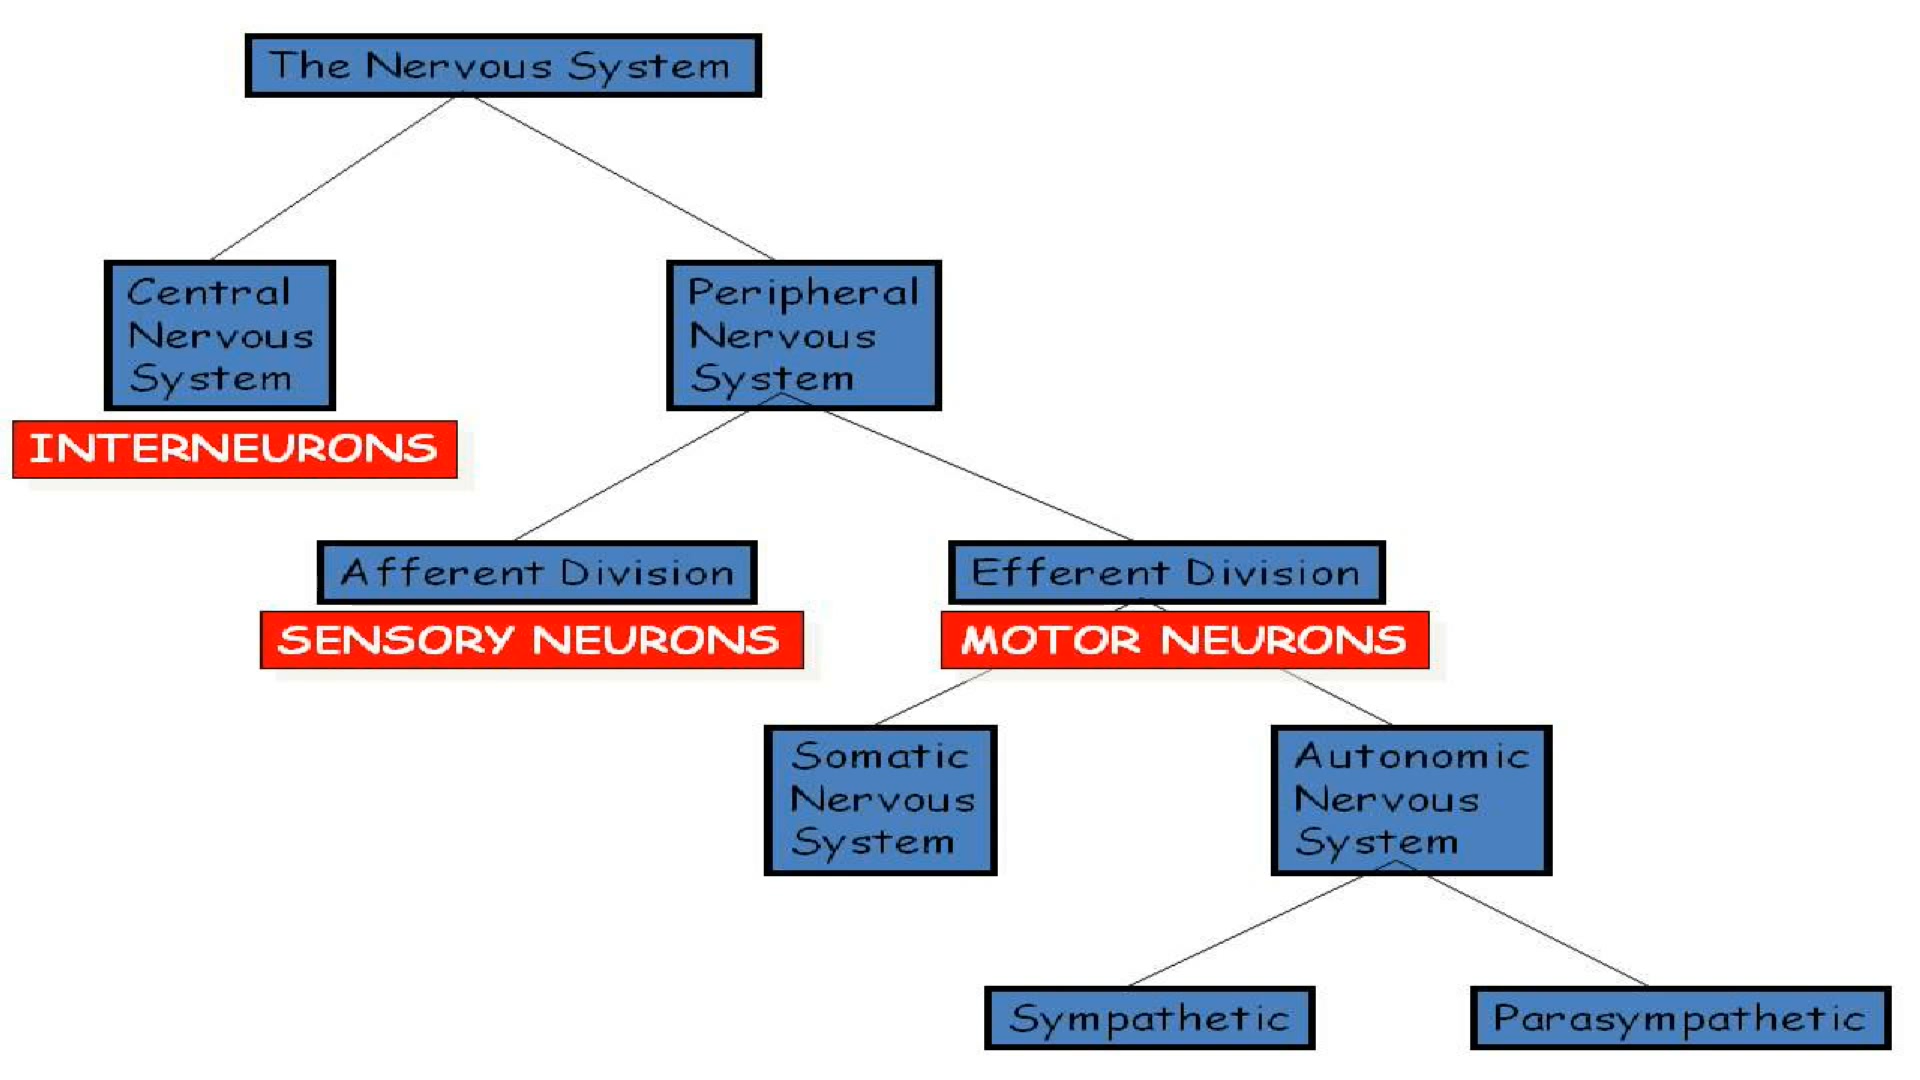 The Nervous System
Central
Nervous
System
Peripheral
Nervous
System
INTERNEURONS
Afferent Division
Efferent Division
SENSORY NEURONS
MOTOR NEURONS
Somatic
Nervous
System
Autonomic
Nervous
System
Sympathetic
Parasympathetic